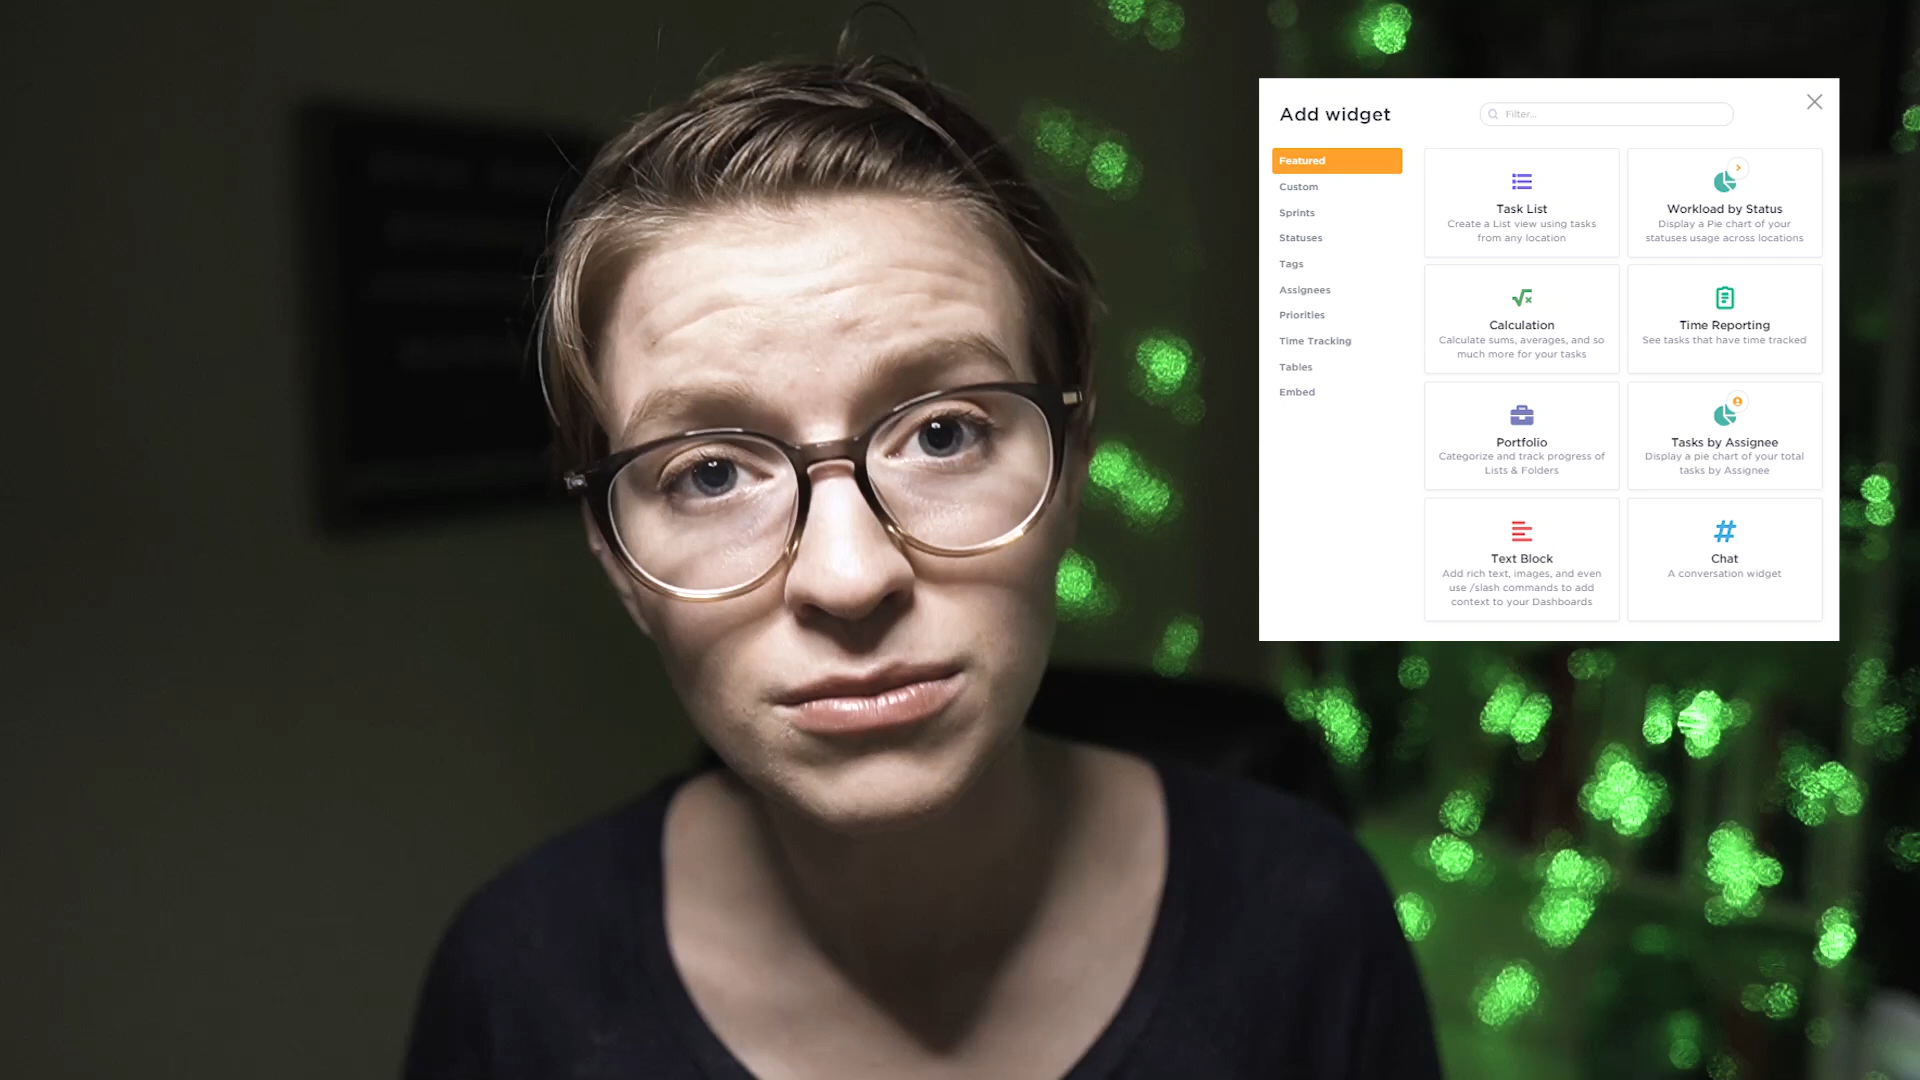 Add widget
Filter...
Featured
Custom
Sprints
Statuses
Tags
Assignees
Priorities
Time Tracking
Tables
Embed
Task List
Create a List view using tasks
from any location
Workload by Status
Display a Pie chart of your
statuses usage across locations
Calculation
Calculate sums, averages, and so
much more for your tasks
Time Reporting
See tasks that have time tracked
Portfolio
Categorize and track progress of
Lists & Folders
Tasks by Assignee
Display a pie chart of your total
tasks by Assignee
Text Block
Add rich text, images, and even
use /slash commands to add
context to your Dashboards
Chat
A conversation widget